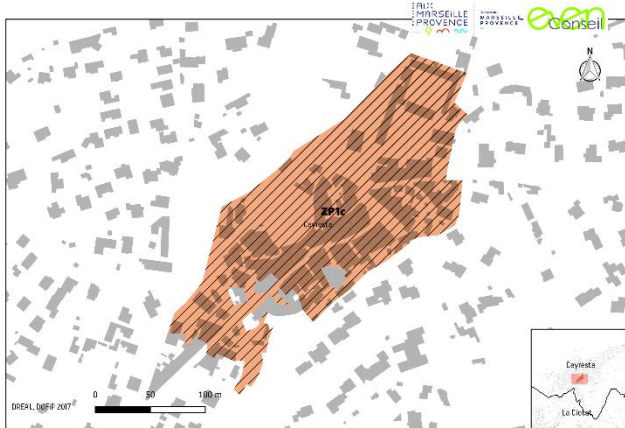 AIX
MARSEILLE
PROVENCE
MARSEILLE
PROVENCE
even
Conseil
N
ZP1c
Ceyreste
Ceyreste
La Ciotat
0 50 100 m
DREAL, DGFiP 2017